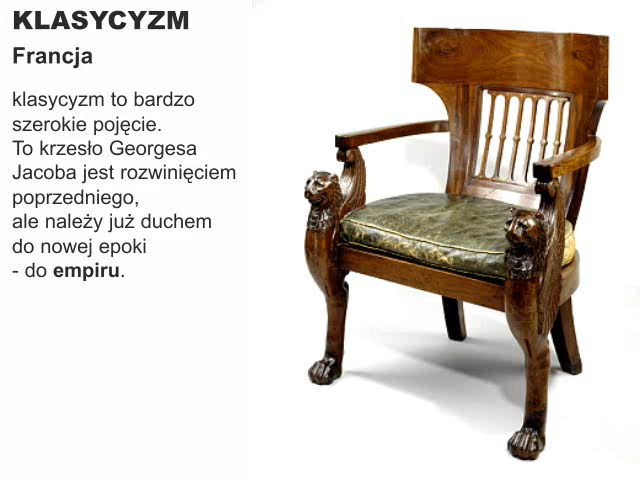 KLASYCYZM
Francja
klasycyzm to bardzo
szerokie pojęcie.
To krzesło Georgesa
Jacoba jest rozwinięciem
poprzedniego,
ale należy już duchem
do nowej epoki
- do empiru.